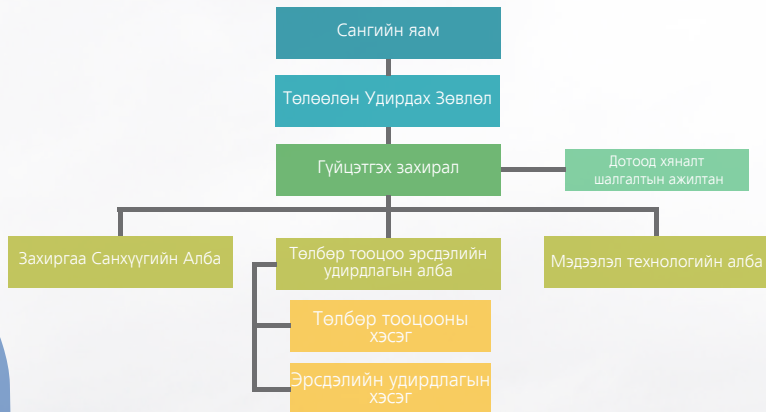 Сангийн яам
Төлөөлөн Удирдах Зөвлөл
Гүйцэтгэх захирал
Дотоод хяналт
шалгалтын ажилтан
Захиргаа Санхүүгийн Алба
Төлбөр тооцоо эрсдэлийн
удирдлагын алба
Мэдээлэл технологийн алба
Төлбөр тооцооны
хэсэг
Эрсдэлийн удирдлагын
хэсэг